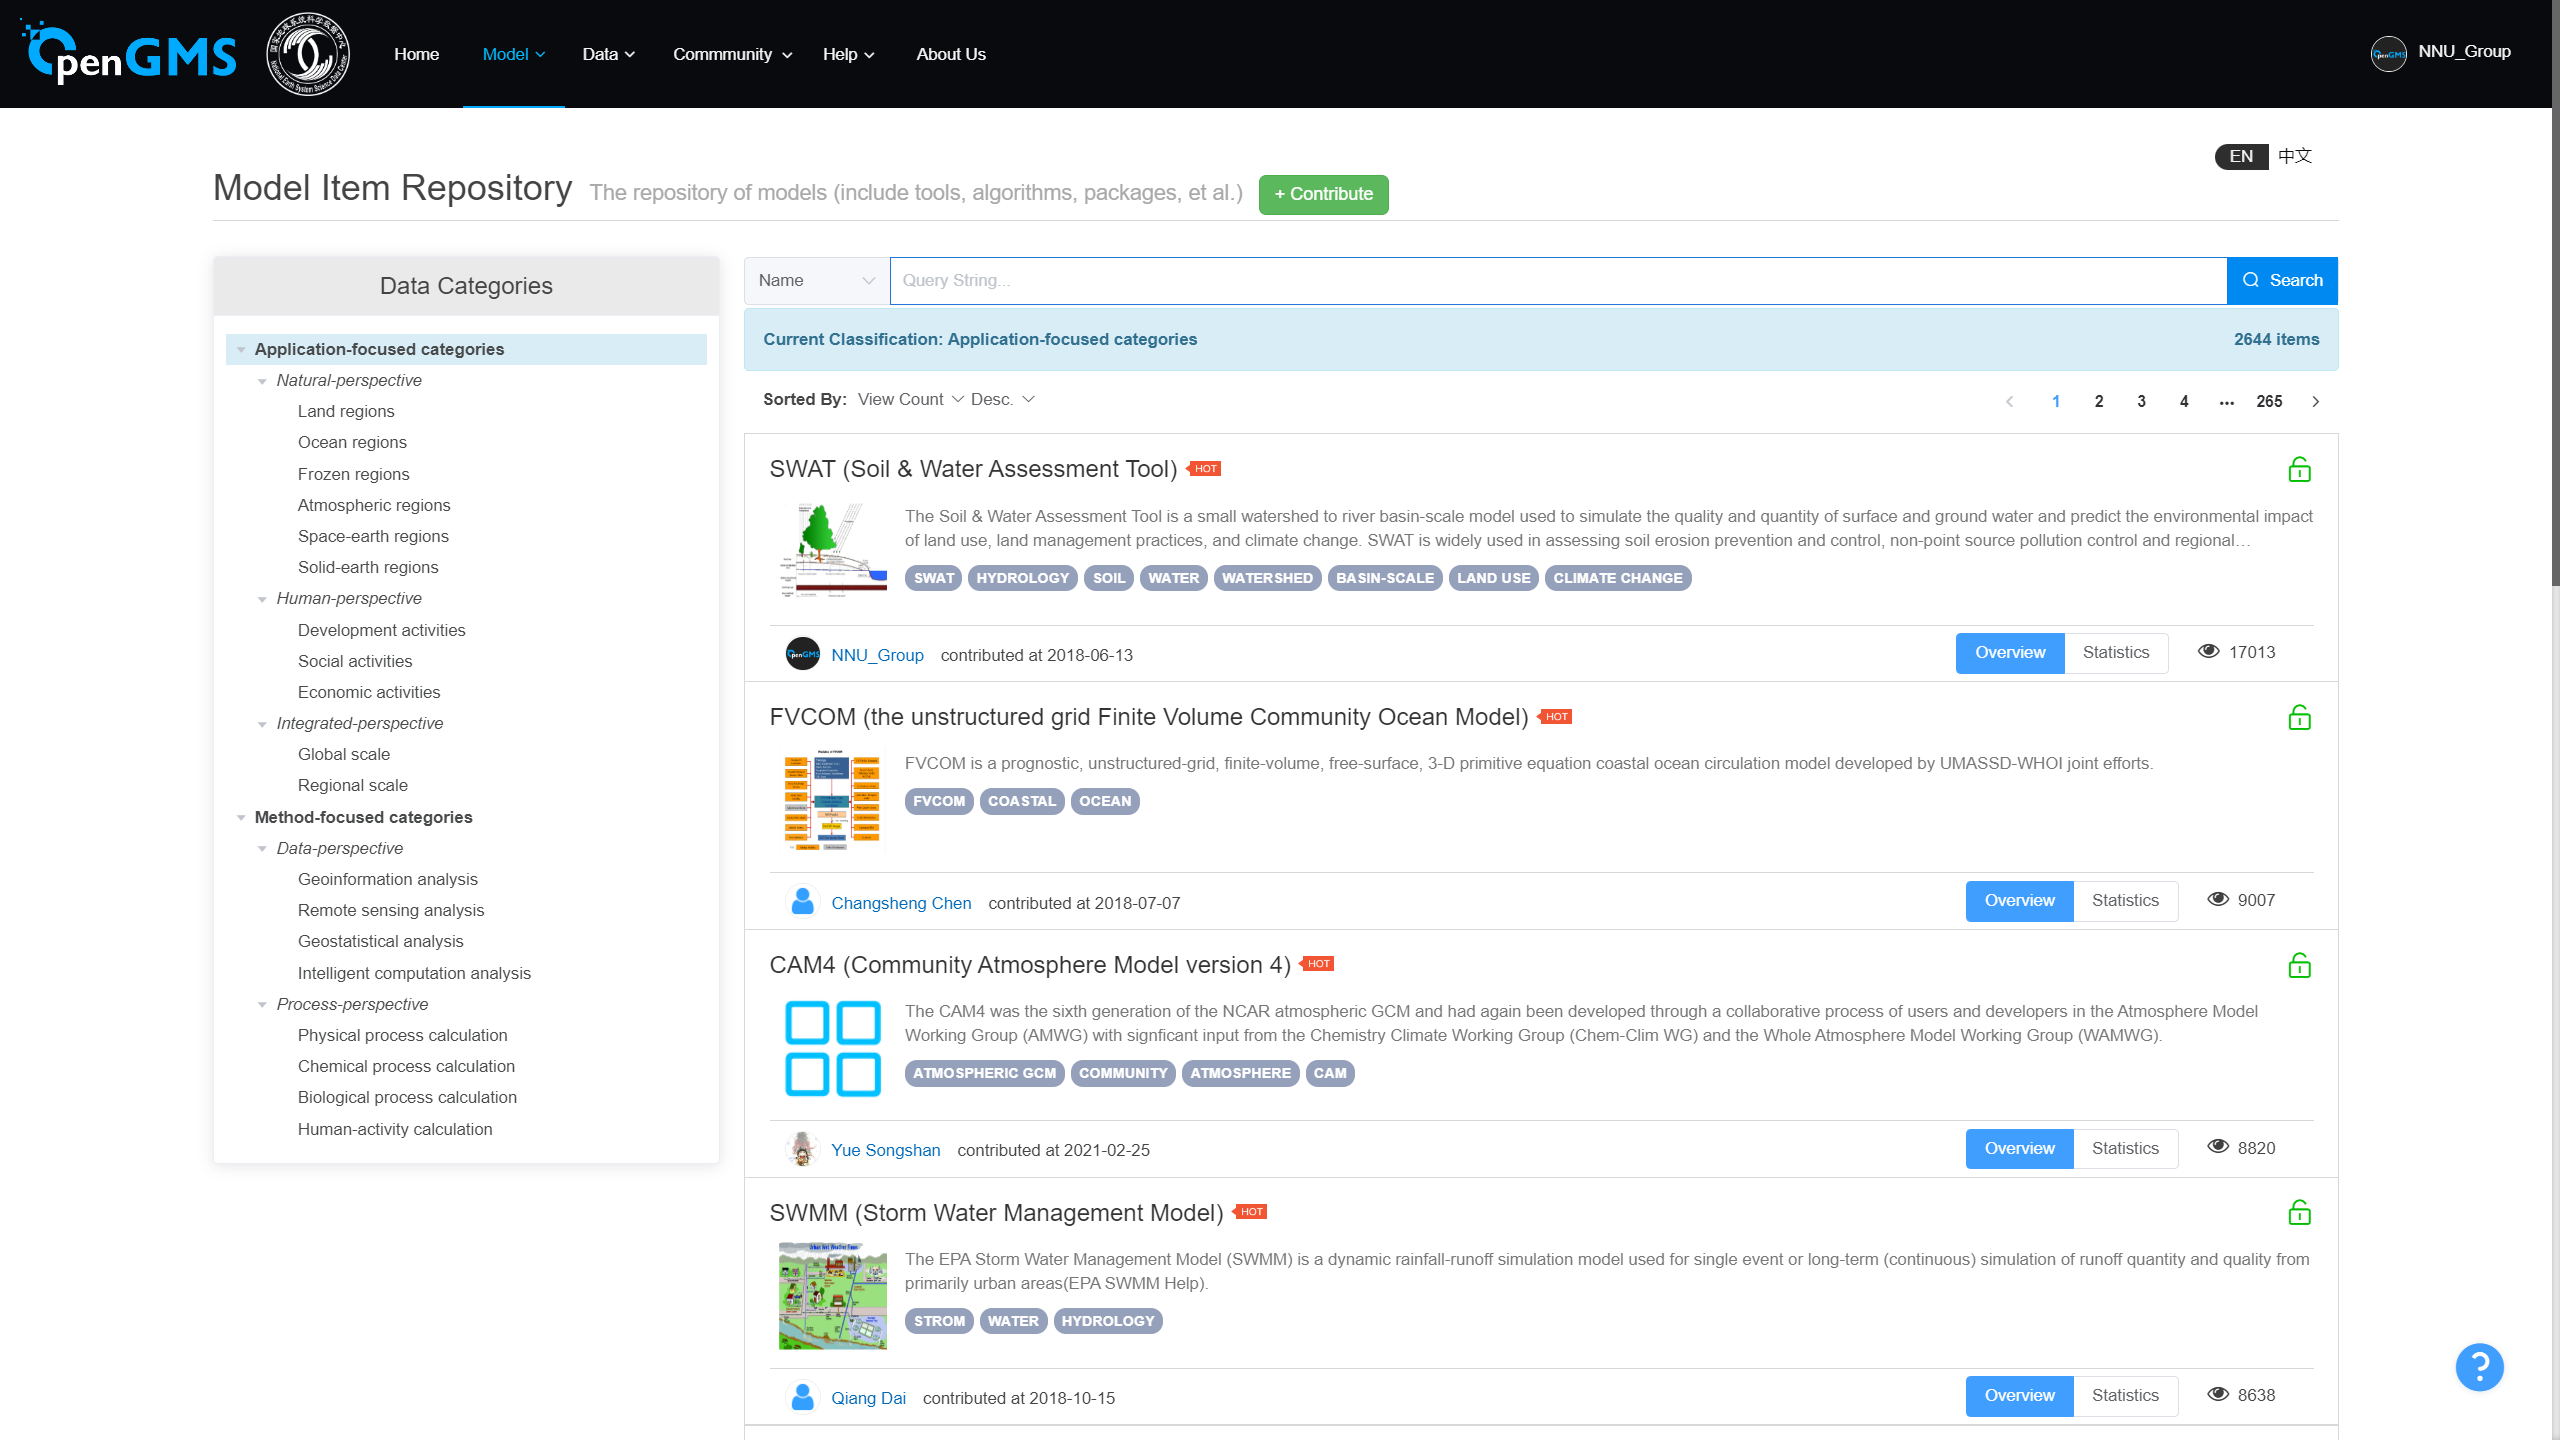 OpenGMS
Home
Model
Data
Commmunity
Help
About Us
NNU_Group
EN 中文
Model Item Repository The repository of models (include tools, algorithms, packages, et al.) + Contribute
Data Categories
Application-focused categories
Natural-perspective
Land regions
Ocean regions
Frozen regions
Atmospheric regions
Space-earth regions
Solid-earth regions
Human-perspective
Development activities
Social activities
Economic activities
Integrated-perspective
Global scale
Regional scale
Method-focused categories
Data-perspective
Geoinformation analysis
Remote sensing analysis
Geostatistical analysis
Intelligent computation analysis
Process-perspective
Physical process calculation
Chemical process calculation
Biological process calculation
Human-activity calculation
Name Query String... Search
Current Classification: Application-focused categories 2644 items
Sorted By: View Count Desc. 1 2 3 4 ••• 265
SWAT (Soil & Water Assessment Tool) HOT
The Soil & Water Assessment Tool is a small watershed to river basin-scale model used to simulate the quality and quantity of surface and ground water and predict the environmental impact
of land use, land management practices, and climate change. SWAT is widely used in assessing soil erosion prevention and control, non-point source pollution control and regional...
SWAT HYDROLOGY SOIL WATER WATERSHED BASIN-SCALE LAND USE CLIMATE CHANGE
NNU_Group contributed at 2018-06-13 Overview Statistics 17013
FVCOM (the unstructured grid Finite Volume Community Ocean Model) HOT
FVCOM is a prognostic, unstructured-grid, finite-volume, free-surface, 3-D primitive equation coastal ocean circulation model developed by UMASSD-WHOI joint efforts.
FVCOM COASTAL OCEAN
Changsheng Chen contributed at 2018-07-07 Overview Statistics 9007
CAM4 (Community Atmosphere Model version 4) HOT
The CAM4 was the sixth generation of the NCAR atmospheric GCM and had again been developed through a collaborative process of users and developers in the Atmosphere Model
Working Group (AMWG) with signficant input from the Chemistry Climate Working Group (Chem-Clim WG) and the Whole Atmosphere Model Working Group (WAMWG).
ATMOSPHERIC GCM COMMUNITY ATMOSPHERE CAM
Yue Songshan contributed at 2021-02-25 Overview Statistics 8820
SWMM (Storm Water Management Model) HOT
The EPA Storm Water Management Model (SWMM) is a dynamic rainfall-runoff simulation model used for single event or long-term (continuous) simulation of runoff quantity and quality from
primarily urban areas(EPA SWMM Help).
STROM WATER HYDROLOGY
Qiang Dai contributed at 2018-10-15 Overview Statistics 8638
?